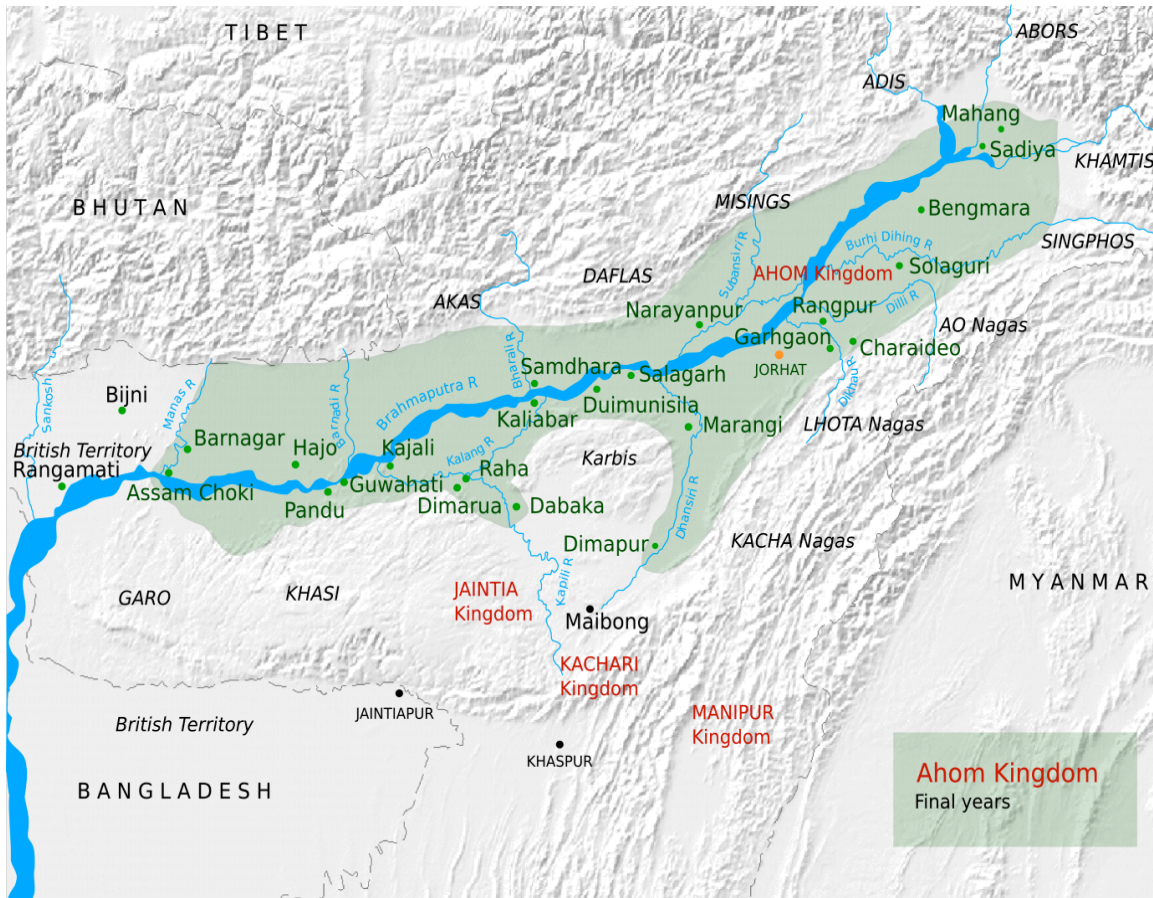 TIBET
ABORS
ADIS
Mahang
Sadiya
KHAMTIS
BHUTAN
MISINGS
Bengmara
SINGPHOS
Burhi Dihing R
Subansiri R
DAFLAS
AHOM Kingdom
Solaguri
AKAS
Narayanpur
Rangpur
Dilli R
AO Nagas
Garhgaon
Charaideo
JORHAT
Dikhau R
Bharali R
Samdhara
Salagarh
Sankosh
Manas R
Barnadi R
Brahmaputra R
Bijni
Kaliabar
Duimunisila
Marangi
LHOTA Nagas
British Territory
Rangamati
Barnagar
Hajo
Kajali
Kalang R
Raha
Karbis
Assam Choki
Pandu
Guwahati
Dimarua
Dabaka
Dhansiri R
Dimapur
KACHA Nagas
MYANMAR
GARO
KHASI
JAINTIA
Kingdom
Kapili R
Maibong
KACHARI
Kingdom
JAINTIAPUR
MANIPUR
Kingdom
British Territory
KHASPUR
BANGLADESH
Ahom Kingdom
Final years